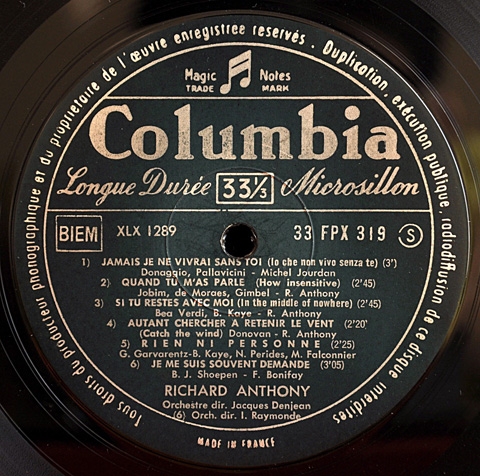 Tous droits du producteur phonographique et du propriétaire de l'œuvre enregistrée réservés - Duplication, exécution publique, radiodiffusion de ce disque interdites
Magic Notes
TRADE MARK
Columbia
Longue Durée 33⅓ Microsillon
BIEM XLX 1289 33 FPX 319 S
1) JAMAIS JE NE VIVRAI SANS TOI (Io che non vivo senza te) (3')
Donaggio, Pallavicini - Michel Jourdan
2) QUAND TU M'AS PARLE (How insensitive) (2'45)
Jobim, de Moraes, Gimbel - R. Anthony
3) SI TU RESTES AVEC MOI (In the middle of nowhere) (2'45)
Bea Verdi, B. Kaye - R. Anthony
4) AUTANT CHERCHER A RETENIR LE VENT (2'20')
(Catch the wind) Donovan - R. Anthony
5) RIEN NI PERSONNE (2'25)
G. Garvarentz-B. Kaye, N. Perides, M. Falconnier
6) JE ME SUIS SOUVENT DEMANDE (3'05)
B. J. Shoepen - F. Bonifay
RICHARD ANTHONY
Orchestre dir. Jacques Denjean
(6) Orch. dir. I. Raymonde
MADE IN FRANCE